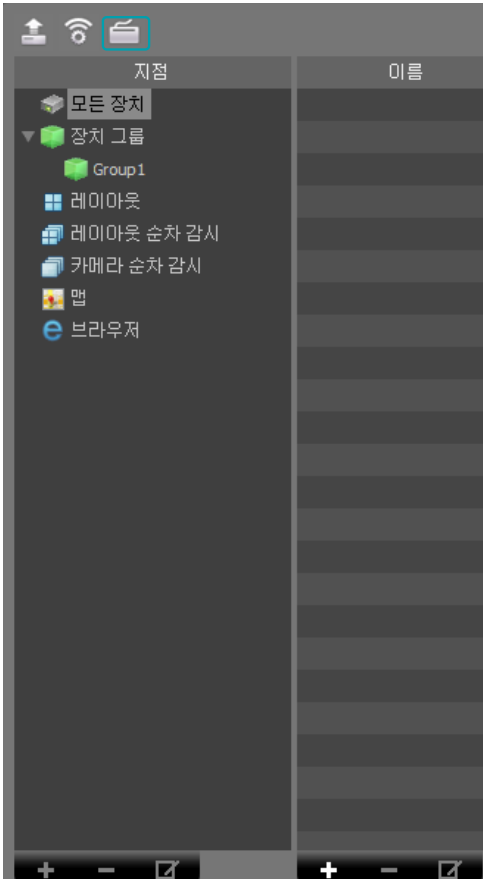 지점
이름
모든 장치
장치 그룹
Group1
레이아웃
레이아웃 순차 감시
카메라 순차 감시
맵
브라우저